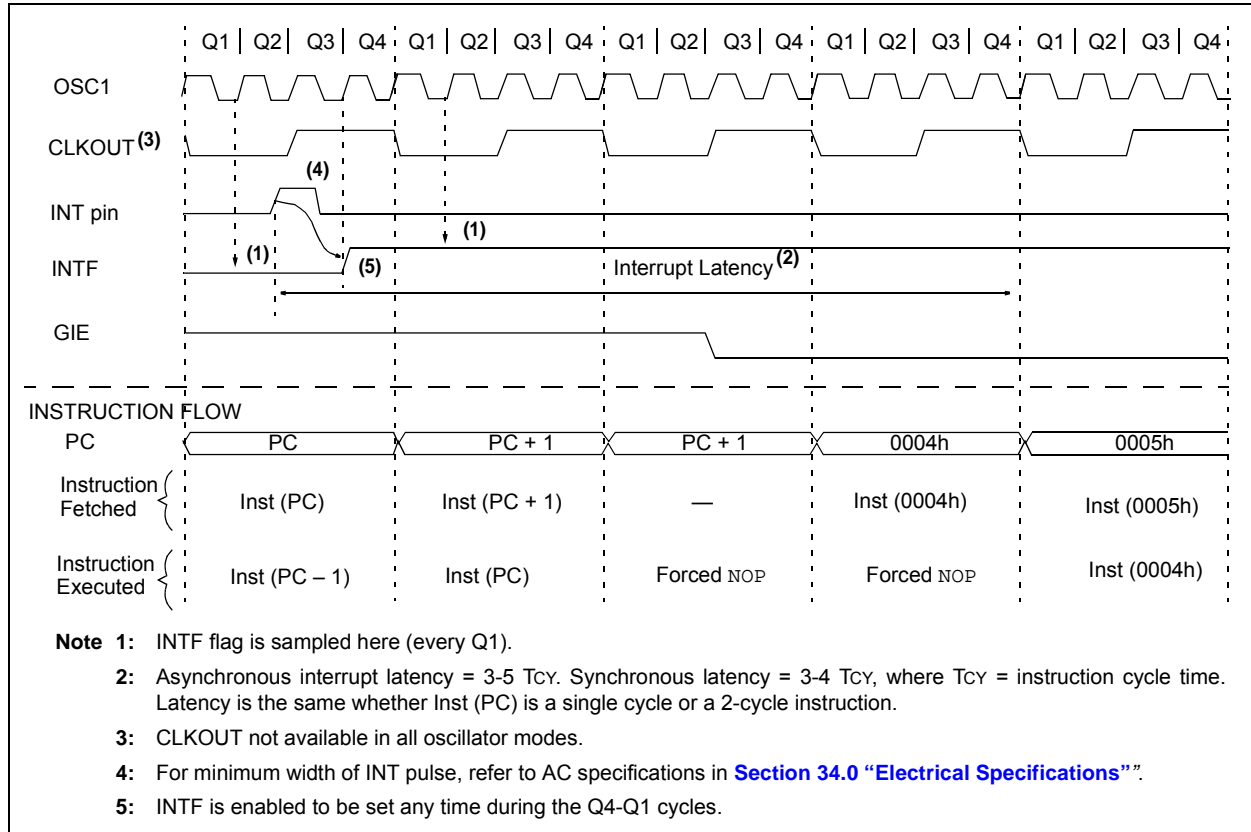 Q1 Q2 Q3 Q4 Q1 Q2 Q3 Q4 Q1 Q2 Q3 Q4 Q1 Q2 Q3 Q4 Q1 Q2 Q3 Q4
OSC1
CLKOUT (3)
(4)
INT pin
(1)
(1)
INTF
(5)
Interrupt Latency (2)
GIE
INSTRUCTION FLOW
PC PC PC + 1 PC + 1 0004h 0005h
Instruction
Fetched
Inst (PC) Inst (PC + 1) — Inst (0004h) Inst (0005h)
Instruction
Executed
Inst (PC – 1) Inst (PC) Forced NOP Forced NOP Inst (0004h)
Note 1: INTF flag is sampled here (every Q1).
2: Asynchronous interrupt latency = 3-5 TCY. Synchronous latency = 3-4 TCY, where TCY = instruction cycle time.
Latency is the same whether Inst (PC) is a single cycle or a 2-cycle instruction.
3: CLKOUT not available in all oscillator modes.
4: For minimum width of INT pulse, refer to AC specifications in Section 34.0 “Electrical Specifications””.
5: INTF is enabled to be set any time during the Q4-Q1 cycles.